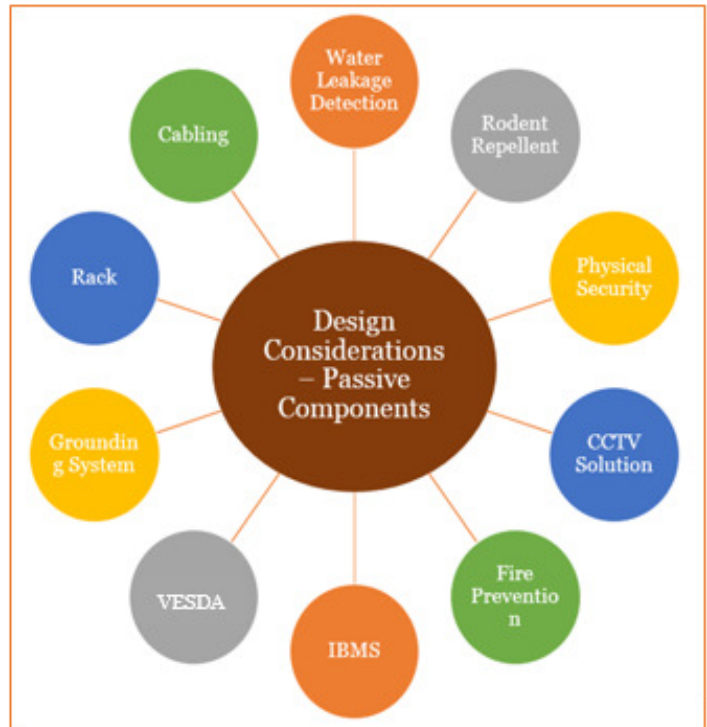 Water
Leakage
Detection
Rodent
Repellent
Physical
Security
CCTV
Solution
Fire
Preventio
n
IBMS
VESDA
Groundin
g System
Rack
Cabling
Design
Considerations
– Passive
Components